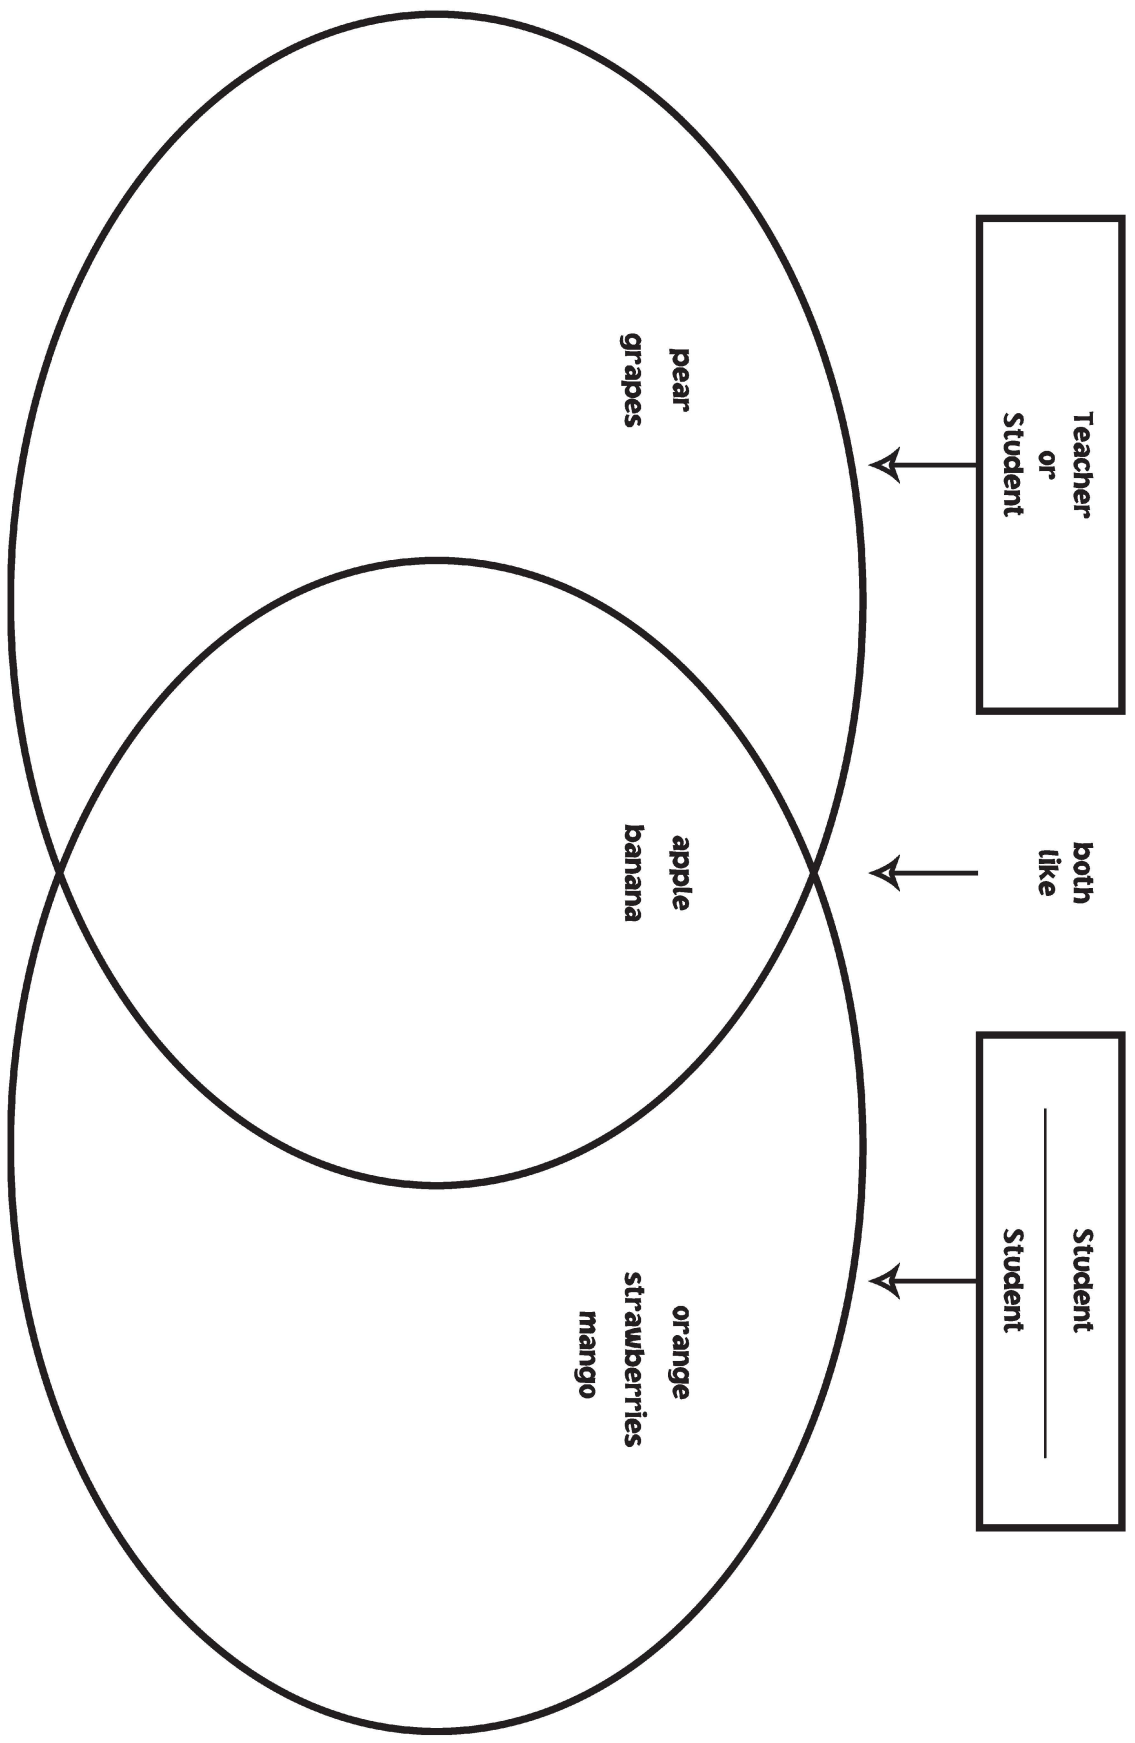 Teacher
or
Student
both
like
Student
Student
pear
grapes
apple
banana
orange
strawberries
mango